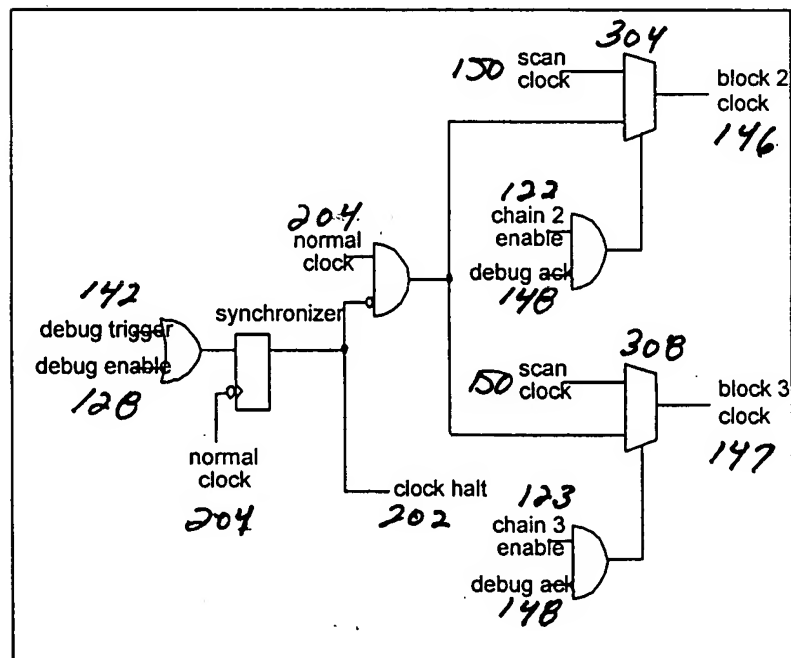 304
150 scan clock
block 2 clock
146
122
chain 2 enable
debug ack
148
204
normal clock
synchronizer
142
debug trigger
debug enable
128
normal clock
204
clock halt
202
308
150 scan clock
block 3 clock
147
123
chain 3 enable
debug ack
148